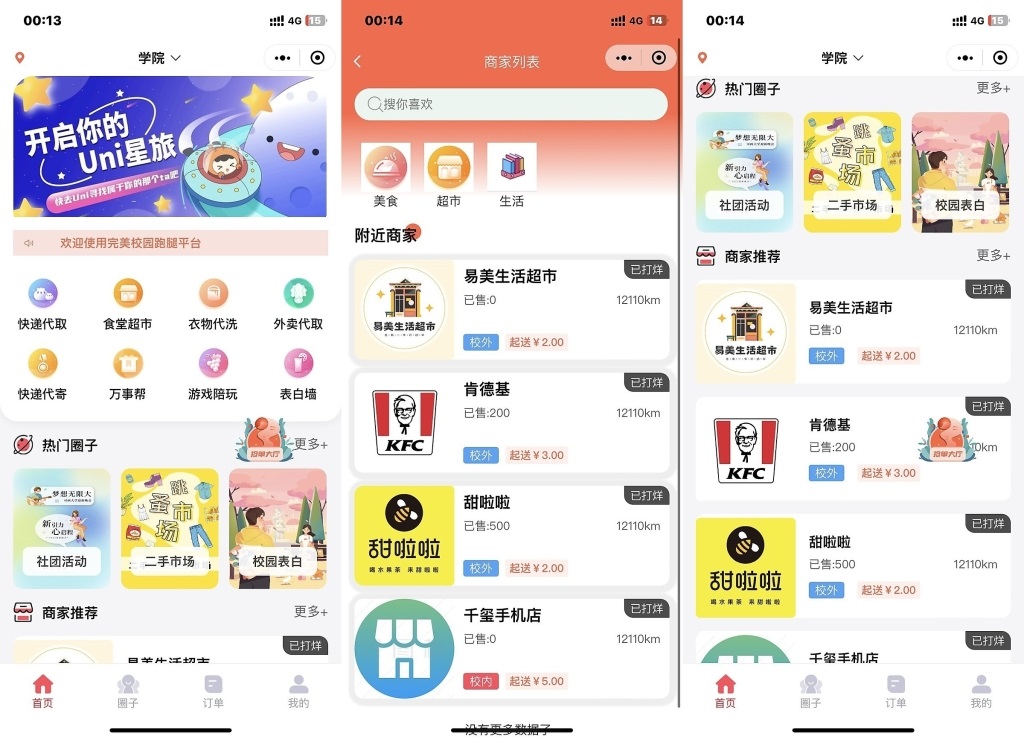 00:13
4G 15
学院
开启你的
Uni星旅
快去Uni寻找属于你的那个ta吧
欢迎使用完美校园跑腿平台
快递代取
食堂超市
衣物代洗
外卖代取
快递代寄
万事帮
游戏陪玩
表白墙
热门圈子
更多+
接单大厅
梦想无限大
新引力
心启程
社团活动
跳
蚤市
场
二手市场
校园表白
商家推荐
更多+
已打烊
易美生活超市
首页
圈子
订单
我的
00:14
4G 14
商家列表
搜你喜欢
美食
超市
生活
附近商家
已打烊
易美生活超市
易美生活超市
已售:0
12110km
校外
起送￥2.00
已打烊
KFC
肯德基
已售:200
12110km
校外
起送￥3.00
已打烊
甜啦啦
喝水果茶 来甜啦啦
甜啦啦
已售:500
12110km
校外
起送￥2.00
已打烊
千玺手机店
已售:0
12110km
校内
起送￥5.00
没有更多数据了
00:14
4G 15
学院
热门圈子
更多+
梦想无限大
新引力
心启程
社团活动
跳
蚤市
场
二手市场
校园表白
商家推荐
更多+
已打烊
易美生活超市
易美生活超市
已售:0
12110km
校外
起送￥2.00
已打烊
KFC
肯德基
已售:200
0km
校外
起送￥3.00
接单大厅
已打烊
甜啦啦
喝水果茶 来甜啦啦
甜啦啦
已售:500
12110km
校外
起送￥2.00
已打烊
千玺手机店
首页
圈子
订单
我的